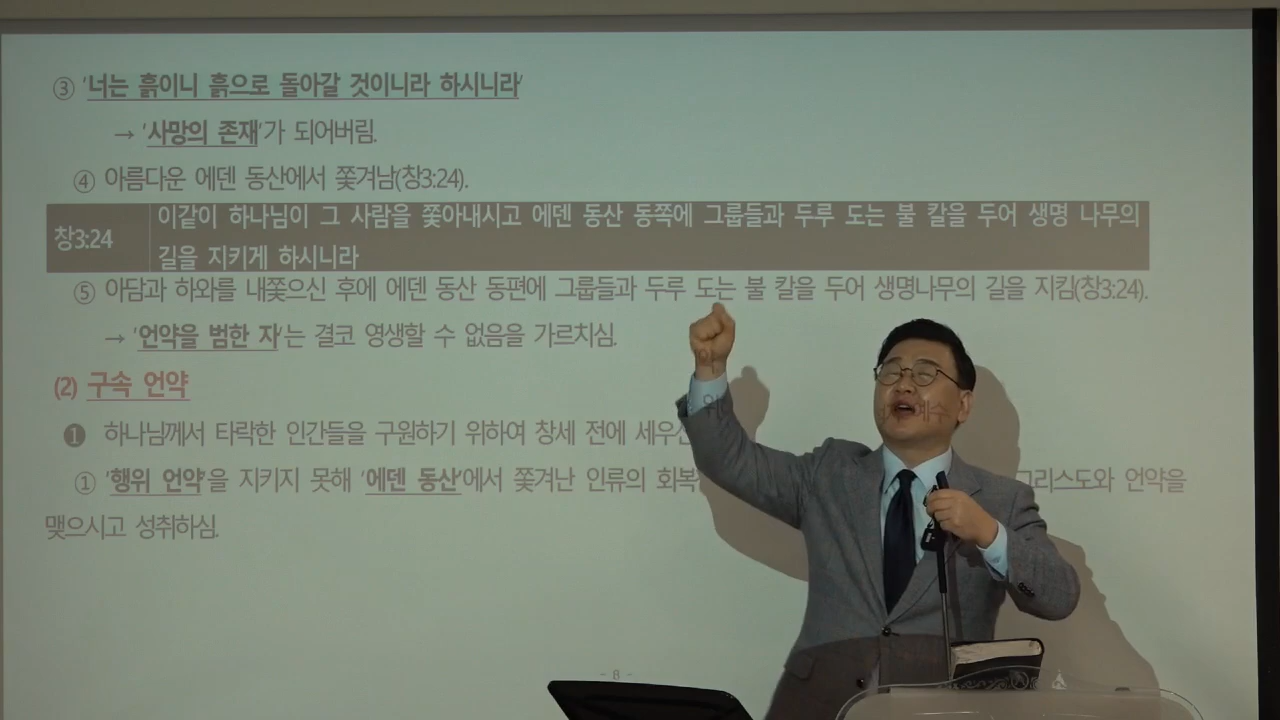 ③ '너는 흙이니 흙으로 돌아갈 것이니라 하시니라'
→ '사망의 존재'가 되어버림.
④ 아름다운 에덴 동산에서 쫓겨남(창3:24).
창3:24 이같이 하나님이 그 사람을 쫓아내시고 에덴 동산 동쪽에 그룹들과 두루 도는 불 칼을 두어 생명 나무의
길을 지키게 하시니라
⑤ 아담과 하와를 내쫓으신 후에 에덴 동산 동편에 그룹들과 두루 도는 불 칼을 두어 생명나무의 길을 지킴(창3:24).
→ '언약을 범한 자'는 결코 영생할 수 없음을 가르치심.
(2) 구속 언약
❶ 하나님께서 타락한 인간들을 구원하기 위하여 창세 전에
① '행위 언약'을 지키지 못해 '에덴 동산'에서 쫓겨난 인류의 회복 언약을
맺으시고 성취하심.
- 8 -